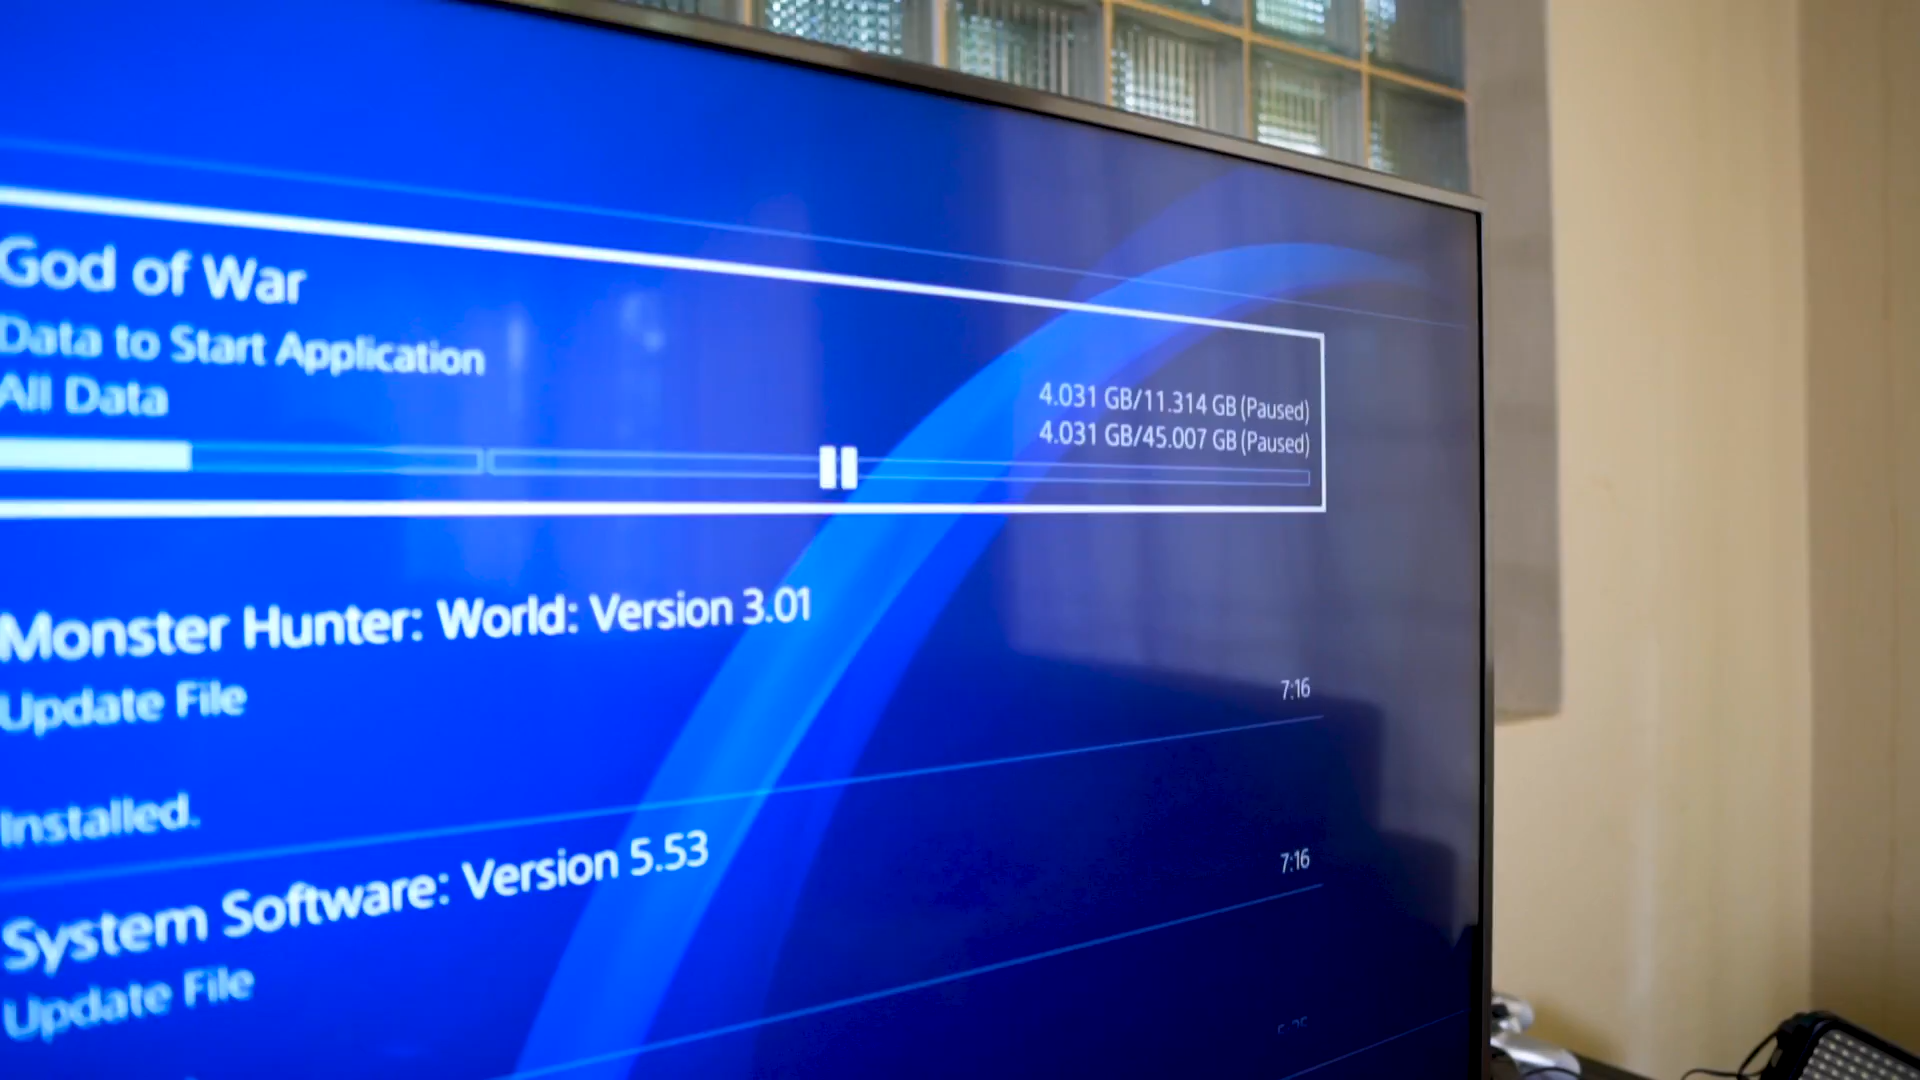 God of War
Data to Start Application
All Data
4.031 GB/11.314 GB (Paused)
4.031 GB/45.007 GB (Paused)
Monster Hunter: World: Version 3.01
Update File
7:16
Installed.
System Software: Version 5.53
7:16
Update File